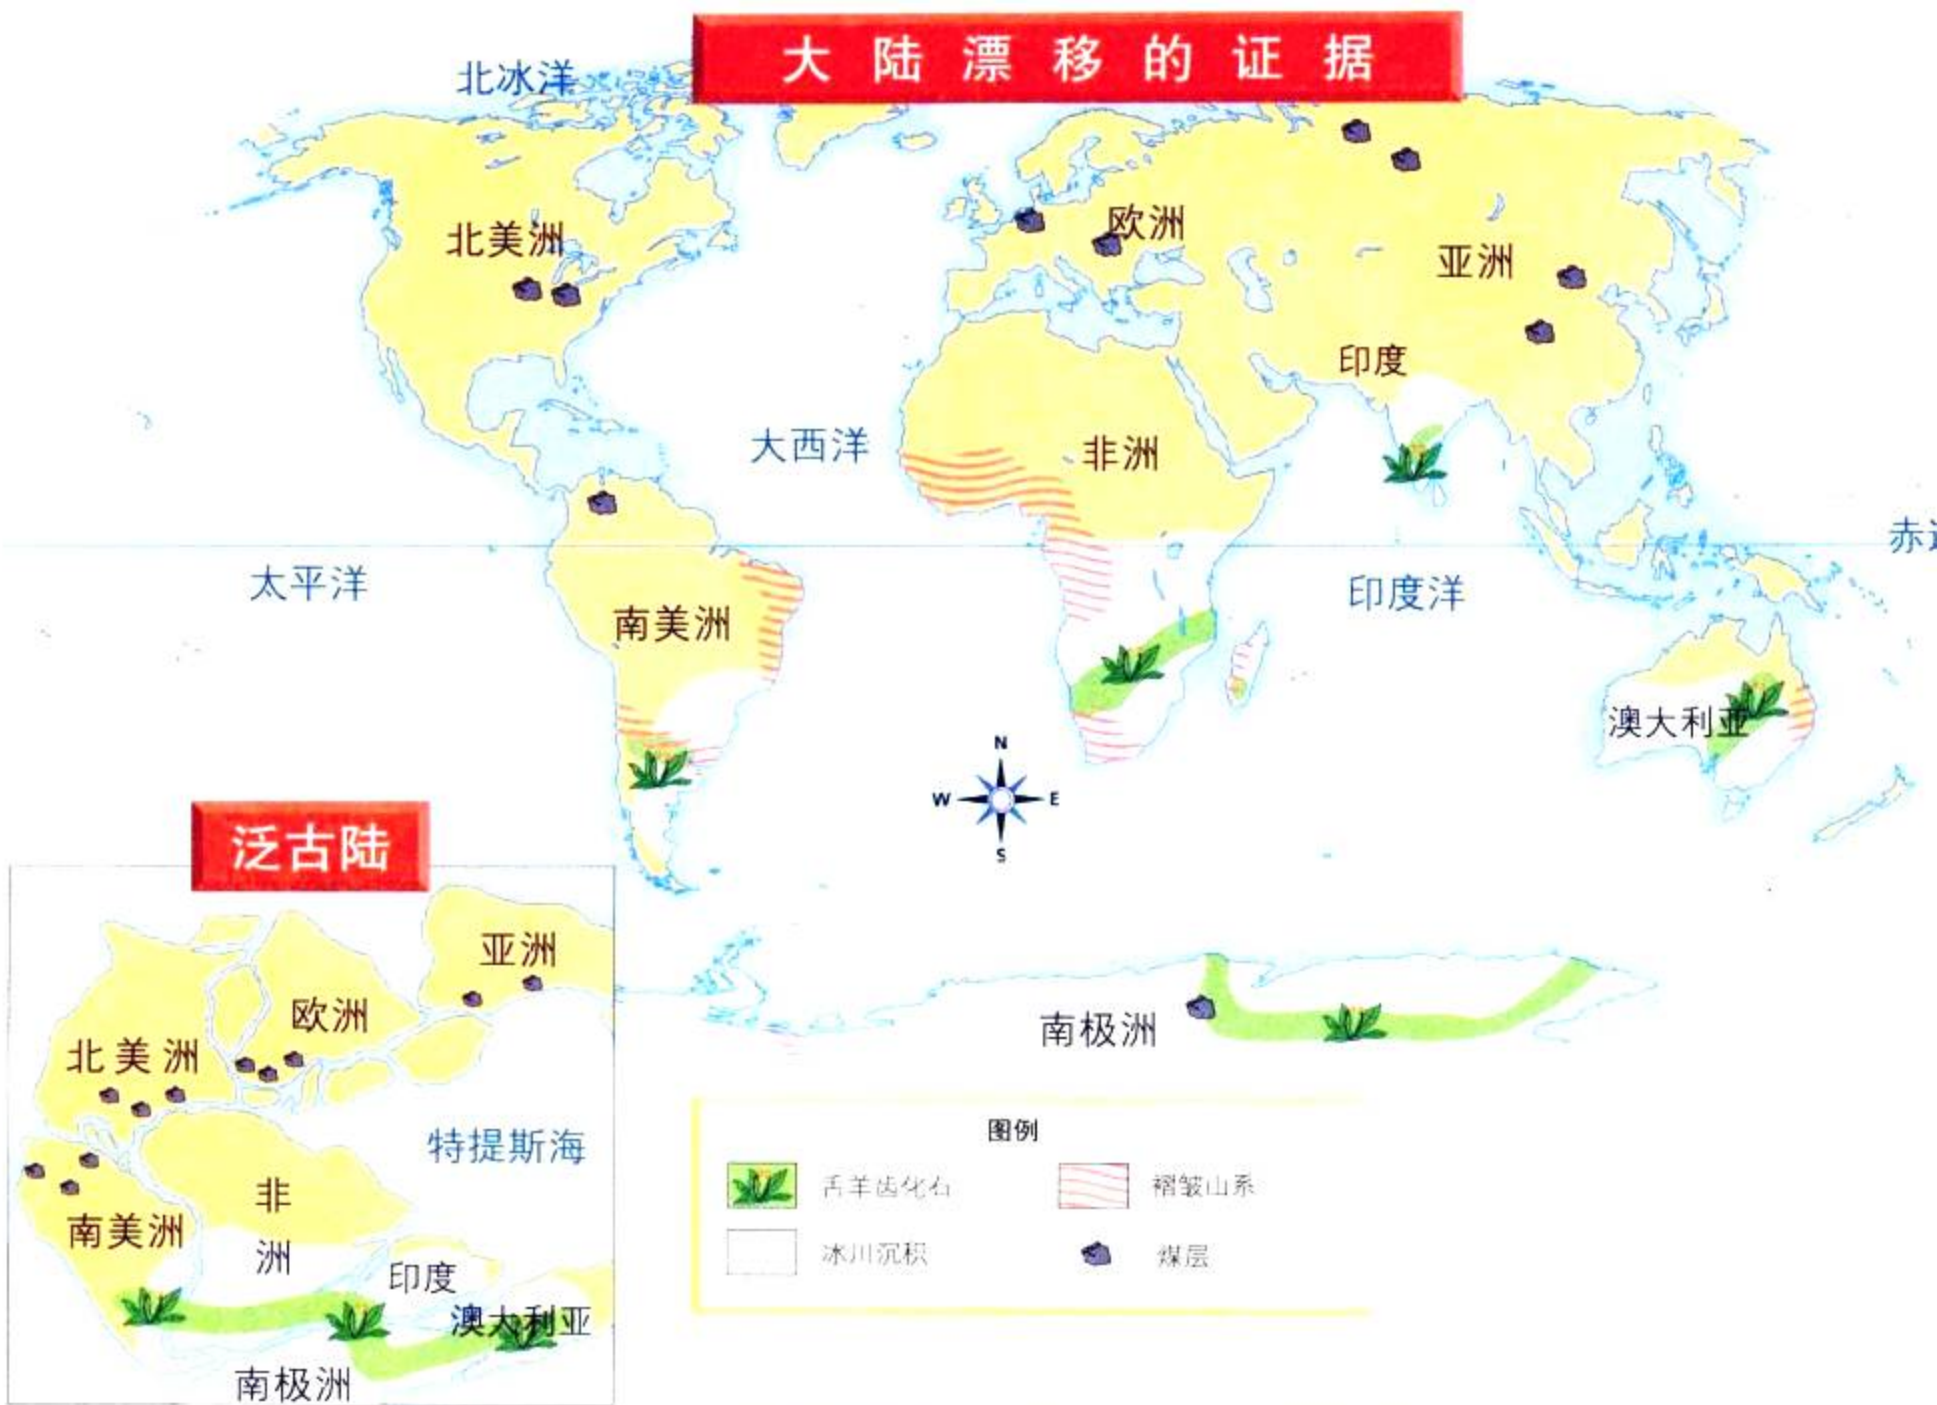 大陆漂移的证据
北冰洋
北美洲
欧洲
亚洲
印度
大西洋
非洲
赤
太平洋
印度洋
南美洲
澳大利亚
N
W E
S
泛古陆
亚洲
欧洲
北美洲
特提斯海
非
洲
南美洲
印度
澳大利亚
南极洲
南极洲
图例
舌羊齿化石
褶皱山系
冰川沉积
煤层